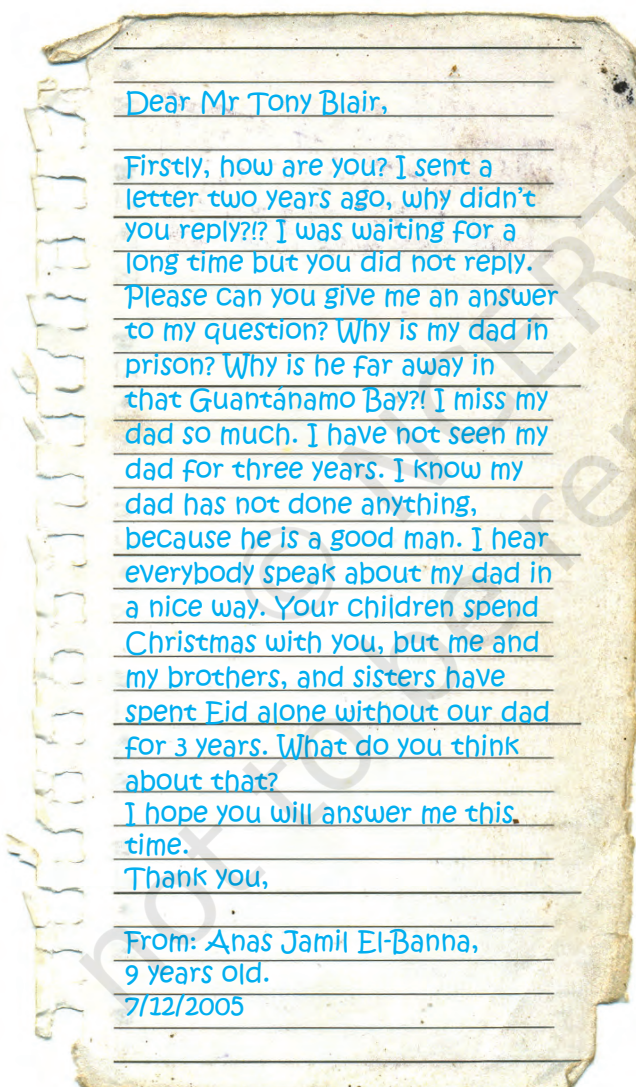 Dear Mr Tony Blair,
Firstly, how are you? I sent a
letter two years ago, why didn't
you reply?!? I was waiting for a
long time but you did not reply.
Please can you give me an answer
to my question? Why is my dad in
prison? Why is he far away in
that Guantánamo Bay?! I miss my
dad so much. I have not seen my
dad for three years. I know my
dad has not done anything,
because he is a good man. I hear
everybody speak about my dad in
a nice way. Your children spend
Christmas with you, but me and
my brothers, and sisters have
spent Eid alone without our dad
for 3 years. What do you think
about that?
I hope you will answer me this
time.
Thank you,
From: Anas Jamil El-Banna,
9 years old.
7/12/2005
© NCERT
not to be